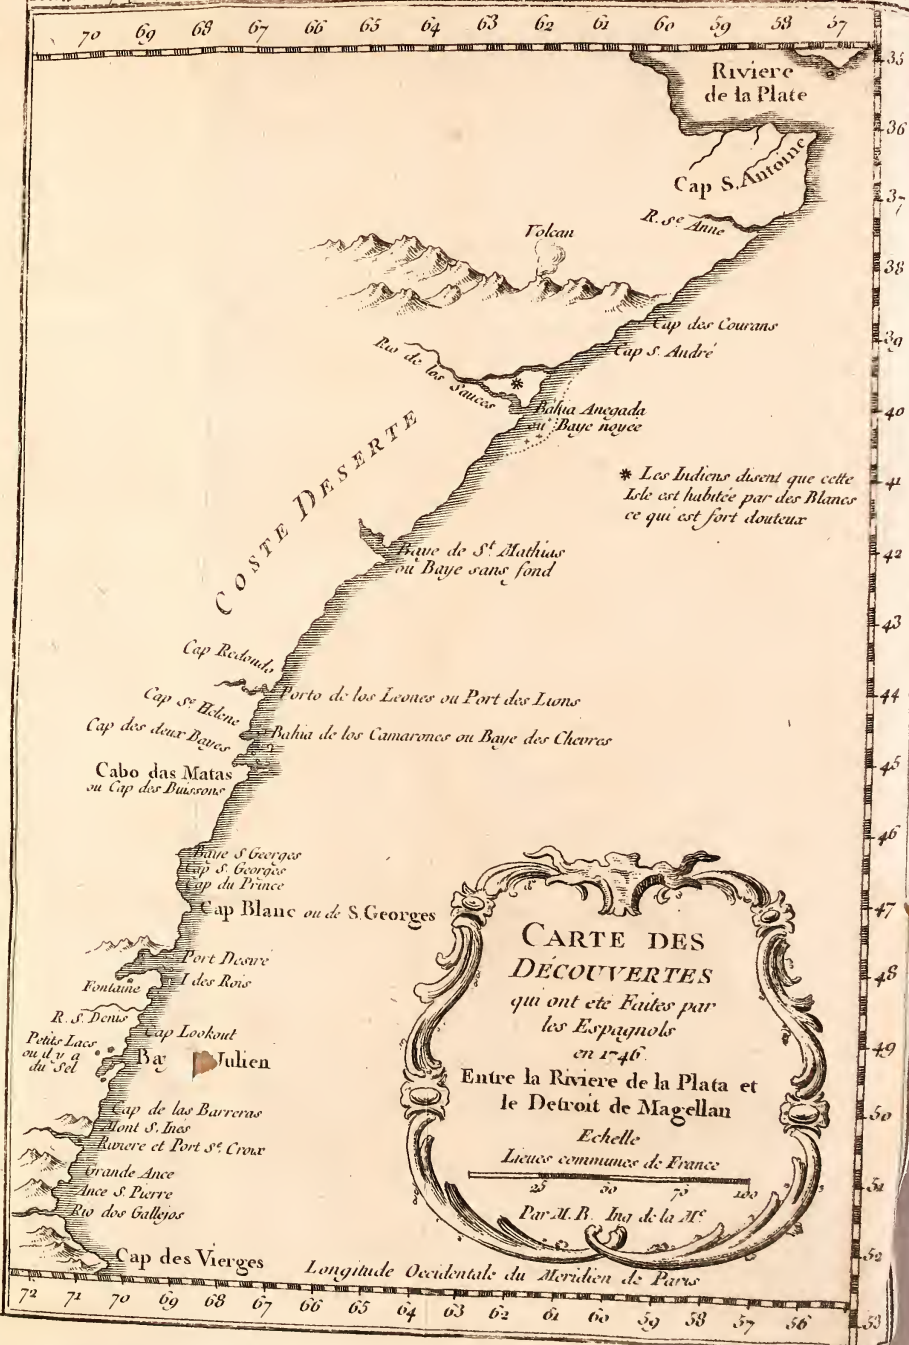 70 69 68 67 66 65 64 63 62 61 60 59 58 57
35
Riviere
de la Plate
36
Cap S. Antoine
37
R. Sᵉ Anne
Volcan
38
Cap des Courans
39
Cap S. André
Rio de los Sauces
Bahia Anegada
ou Baye noyée
40
* Les Indiens disent que cette
Isle est habitée par des Blancs
ce qui est fort douteux
41
COSTE DESERTE
Baye de Sᵗ Mathias
ou Baye sans fond
42
43
Cap Redondo
Porto de los Leones ou Port des Lions
44
Cap Sᵉ Helene
Cap des deux Bayes
Bahia de los Camarones ou Baye des Chevres
45
Cabo das Matas
ou Cap des Buissons
46
Baye S Georges
Cap S. Georges
Cap du Prince
Cap Blanc ou de S. Georges
47
Port Desiré
I des Rois
Fontaine
48
R. S. Denis
Cap Lookout
Petits Lacs
ou il y a
du Sel
Bay Julien
49
Cap de las Barreras
Mont S. Ines
Riviere et Port Sᵉ Croix
50
Grande Ance
Ance S. Pierre
Rio dos Gallejos
51
Cap des Vierges
52
53
CARTE DES
DÉCOUVERTES
qui ont eté Faites par
les Espagnols
en 1746.
Entre la Riviere de la Plata et
le Detroit de Magellan
Echelle
Lieues communes de France
25 50 75 100
Par M. B. Ing de la Mᵉ
Longitude Occidentale du Meridien de Paris
72 71 70 69 68 67 66 65 64 63 62 61 60 59 58 57 56